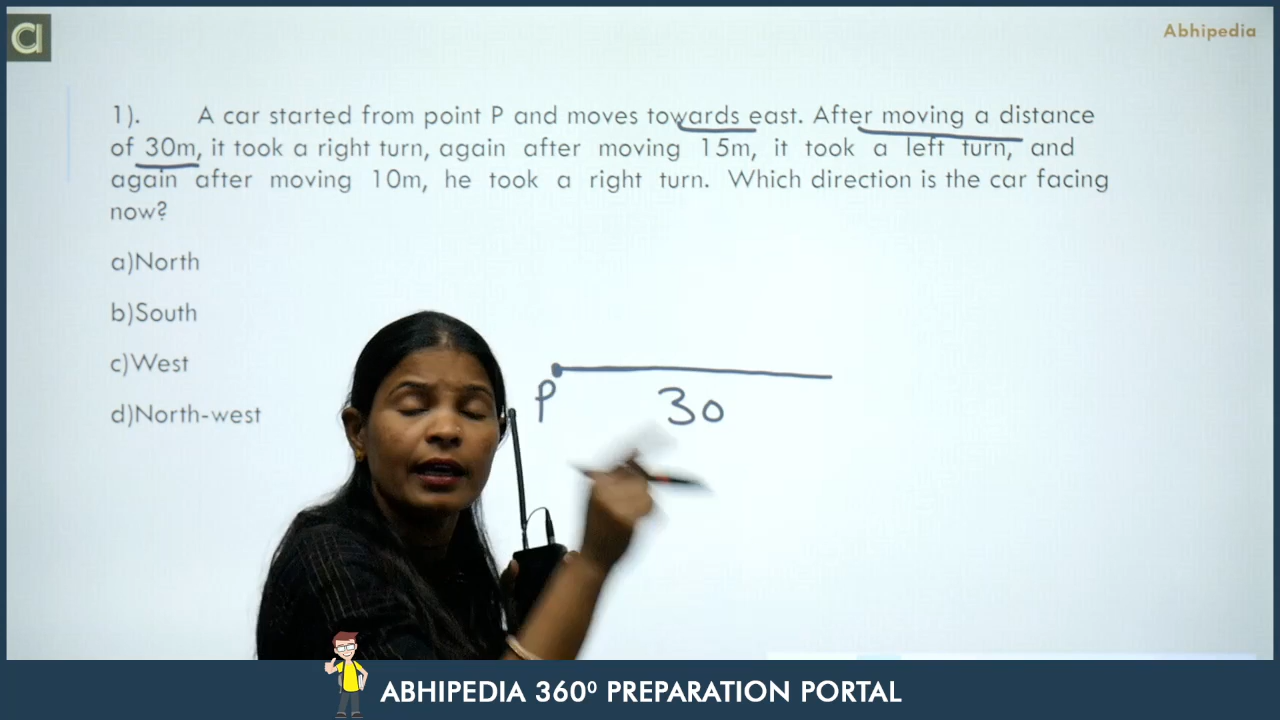 Abhipedia
1). A car started from point P and moves towards east. After moving a distance
of 30m, it took a right turn, again after moving 15m, it took a left turn, and
again after moving 10m, he took a right turn. Which direction is the car facing
now?
a)North
b)South
c)West
d)North-west
P
30
ABHIPEDIA 360⁰ PREPARATION PORTAL